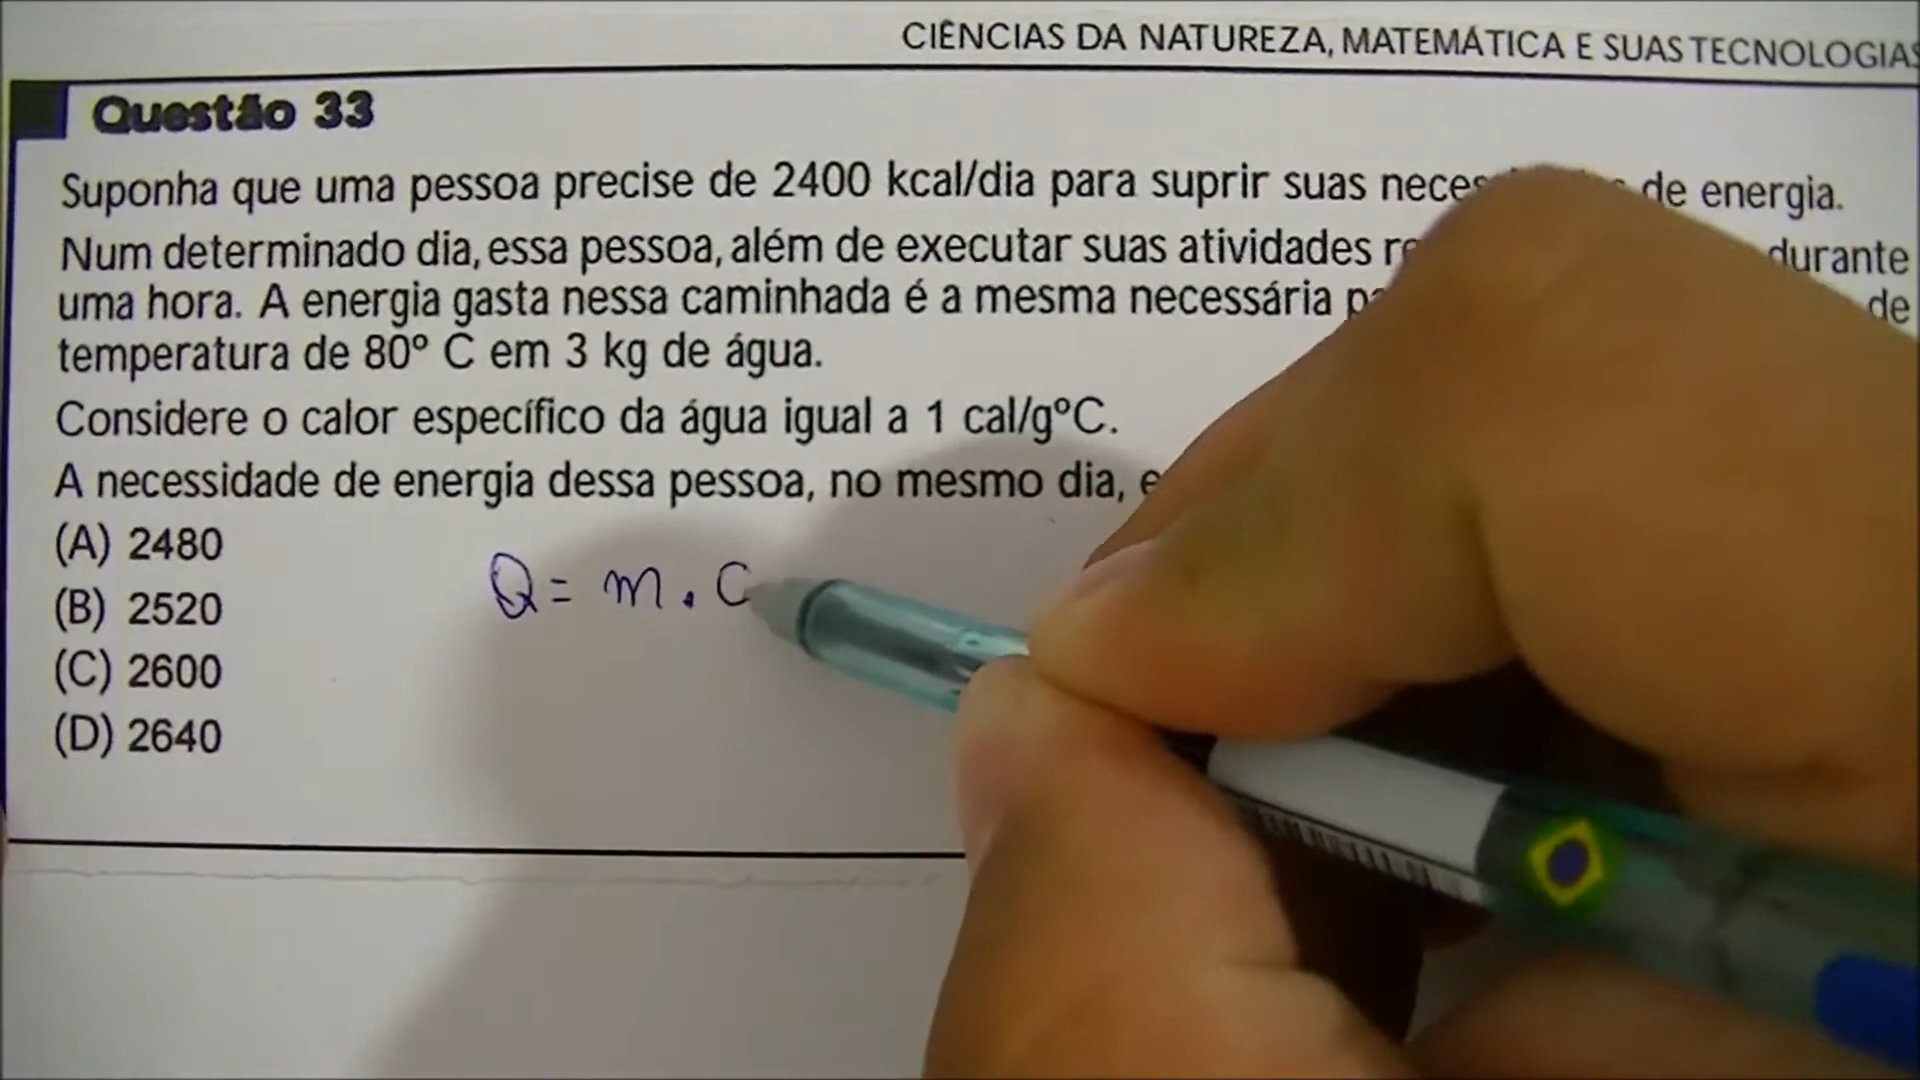 CIÊNCIAS DA NATUREZA, MATEMÁTICA E SUAS TECNOLOGIAS
Questão 33
Suponha que uma pessoa precise de 2400 kcal/dia para suprir suas de energia.
Num determinado dia, essa pessoa, além de executar suas atividades durante
uma hora. A energia gasta nessa caminhada é a mesma necessária de
temperatura de 80° C em 3 kg de água.
Considere o calor específico da água igual a 1 cal/g°C.
A necessidade de energia dessa pessoa, no mesmo dia,
(A) 2480
(B) 2520
(C) 2600
(D) 2640
Q = m . C